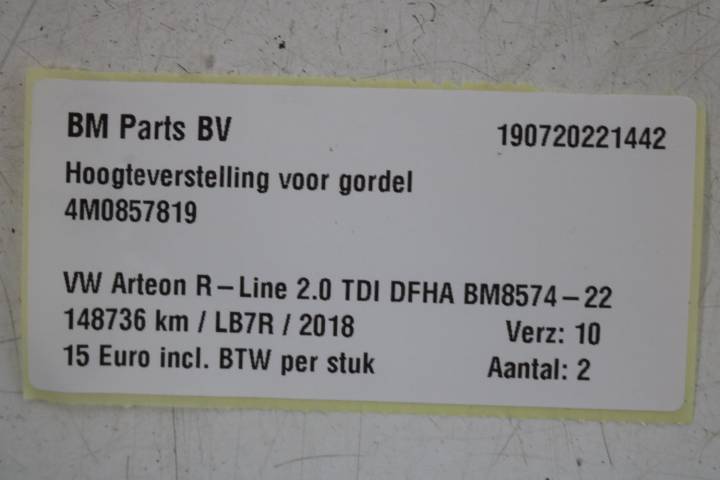 BM Parts BV 190720221442
Hoogteverstelling voor gordel
4M0857819
VW Arteon R-Line 2.0 TDI DFHA BM8574-22
148736 km / LB7R / 2018 Verz: 10
15 Euro incl. BTW per stuk Aantal: 2